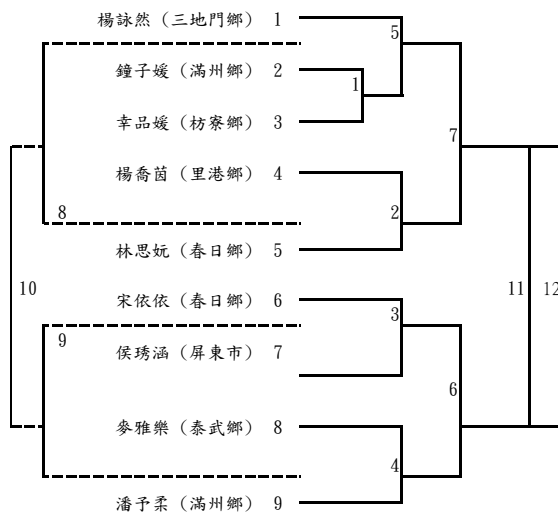 楊詠然（三地門鄉） 1
5
鐘子媛（滿州鄉） 2
1
幸品媛（枋寮鄉） 3
7
楊喬茵（里港鄉） 4
8
2
林思妧（春日鄉） 5
10
11
12
宋依依（春日鄉） 6
3
9
侯琇涵（屏東市） 7
6
麥雅樂（泰武鄉） 8
4
潘予柔（滿州鄉） 9